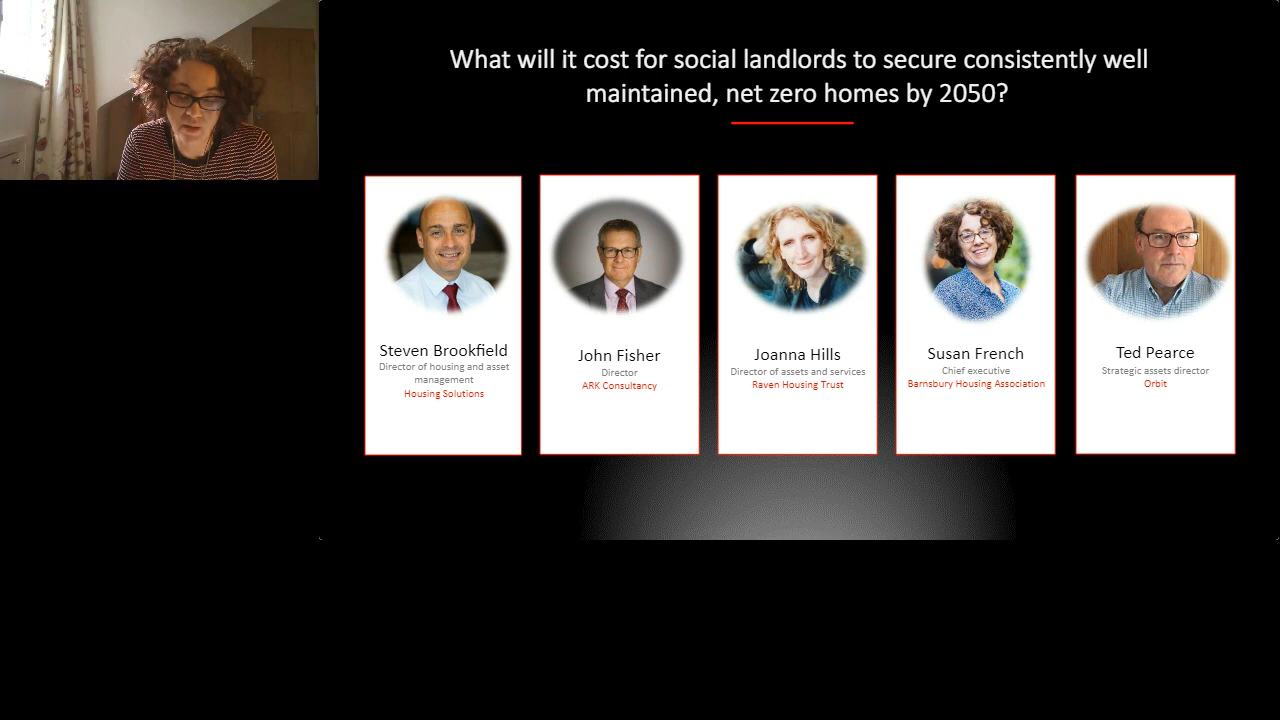 What will it cost for social landlords to secure consistently well
maintained, net zero homes by 2050?
Steven Brookfield
Director of housing and asset
management
Housing Solutions
John Fisher
Director
ARK Consultancy
Joanna Hills
Director of assets and services
Raven Housing Trust
Susan French
Chief executive
Barnsbury Housing Association
Ted Pearce
Strategic assets director
Orbit